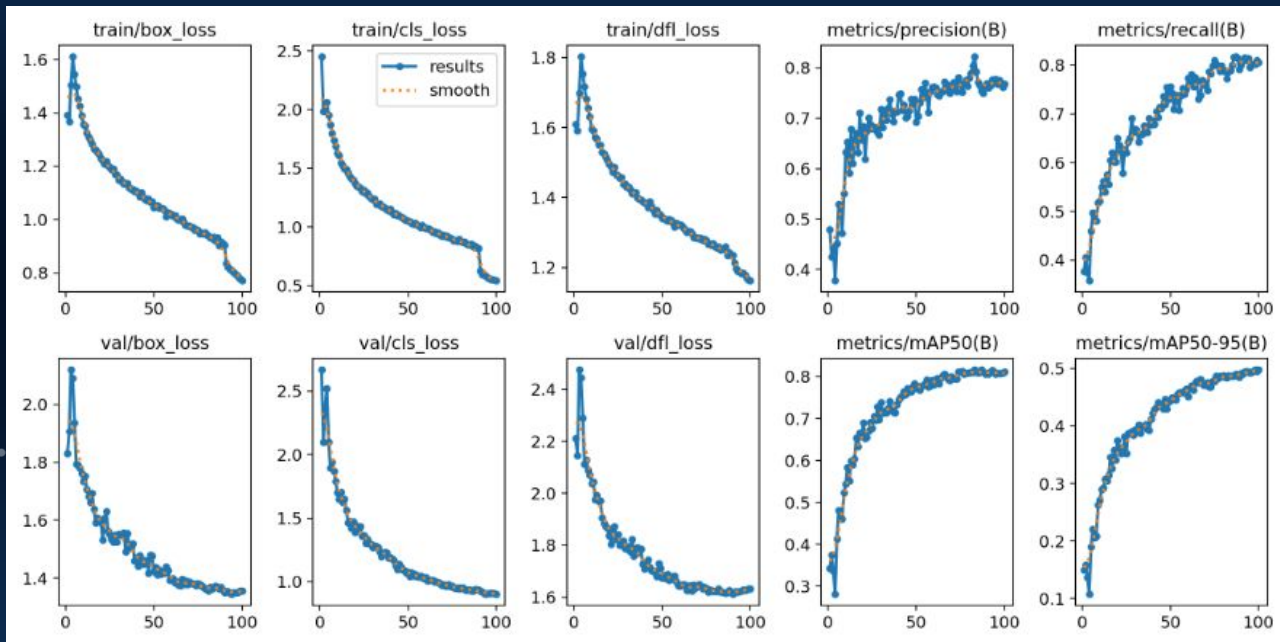 train/box_loss
train/cls_loss
train/dfl_loss
metrics/precision(B)
metrics/recall(B)
results
smooth
1.6
1.4
1.2
1.0
0.8
0 50 100
2.5
2.0
1.5
1.0
0.5
0 50 100
1.8
1.6
1.4
1.2
0 50 100
0.8
0.7
0.6
0.5
0.4
0 50 100
0.8
0.7
0.6
0.5
0.4
0 50 100
val/box_loss
val/cls_loss
val/dfl_loss
metrics/mAP50(B)
metrics/mAP50-95(B)
2.0
1.8
1.6
1.4
0 50 100
2.5
2.0
1.5
1.0
0 50 100
2.4
2.2
2.0
1.8
1.6
0 50 100
0.8
0.7
0.6
0.5
0.4
0.3
0 50 100
0.5
0.4
0.3
0.2
0.1
0 50 100